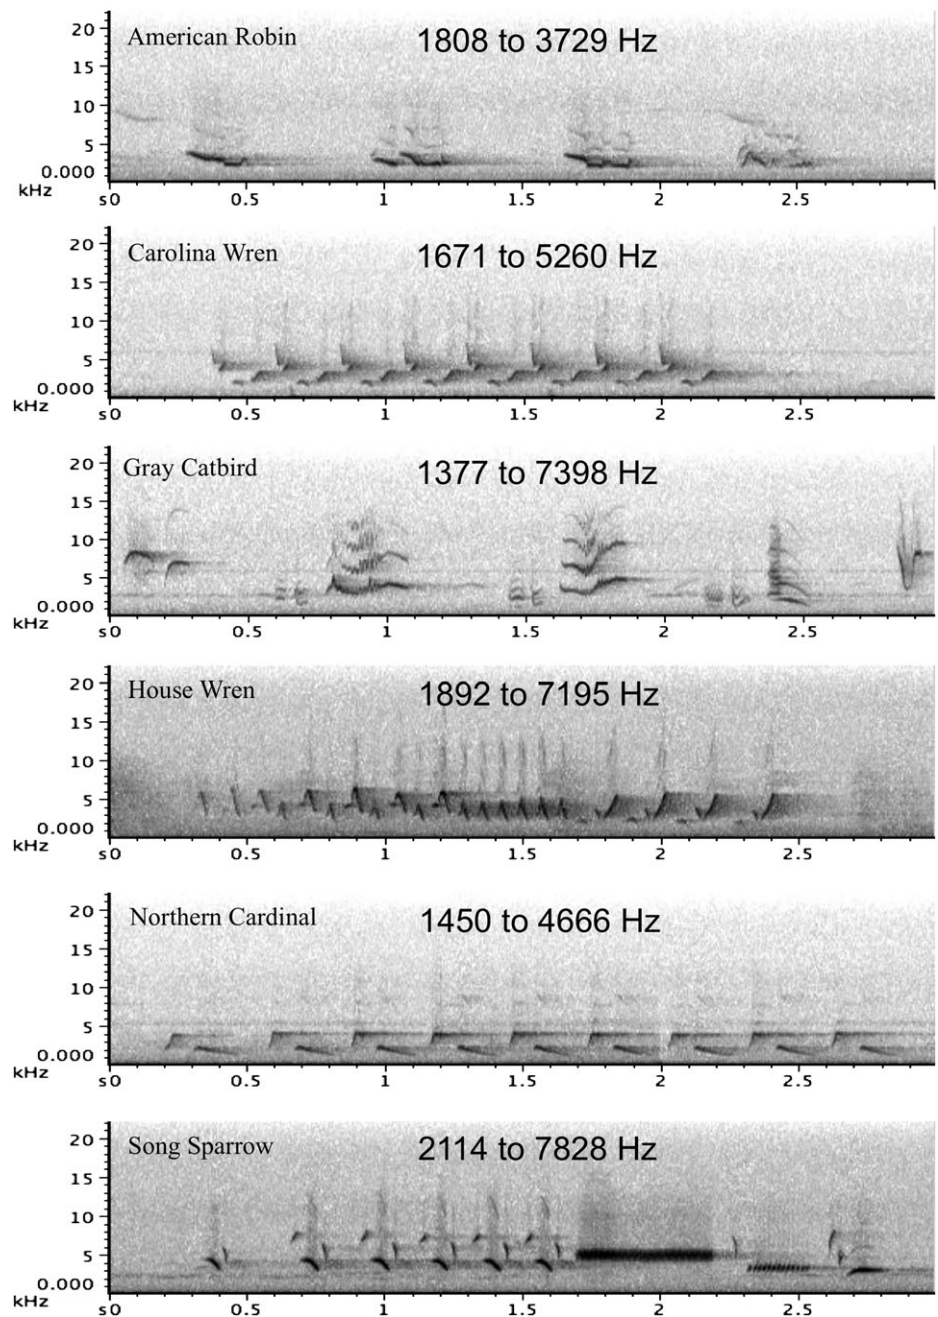 American Robin 1808 to 3729 Hz
20
15
10
5
0.000
kHz
s0 0.5 1 1.5 2 2.5
Carolina Wren 1671 to 5260 Hz
20
15
10
5
0.000
kHz
s0 0.5 1 1.5 2 2.5
Gray Catbird 1377 to 7398 Hz
20
15
10
5
0.000
kHz
s0 0.5 1 1.5 2 2.5
House Wren 1892 to 7195 Hz
20
15
10
5
0.000
kHz
s0 0.5 1 1.5 2 2.5
Northern Cardinal 1450 to 4666 Hz
20
15
10
5
0.000
kHz
s0 0.5 1 1.5 2 2.5
Song Sparrow 2114 to 7828 Hz
20
15
10
5
0.000
kHz
s0 0.5 1 1.5 2 2.5